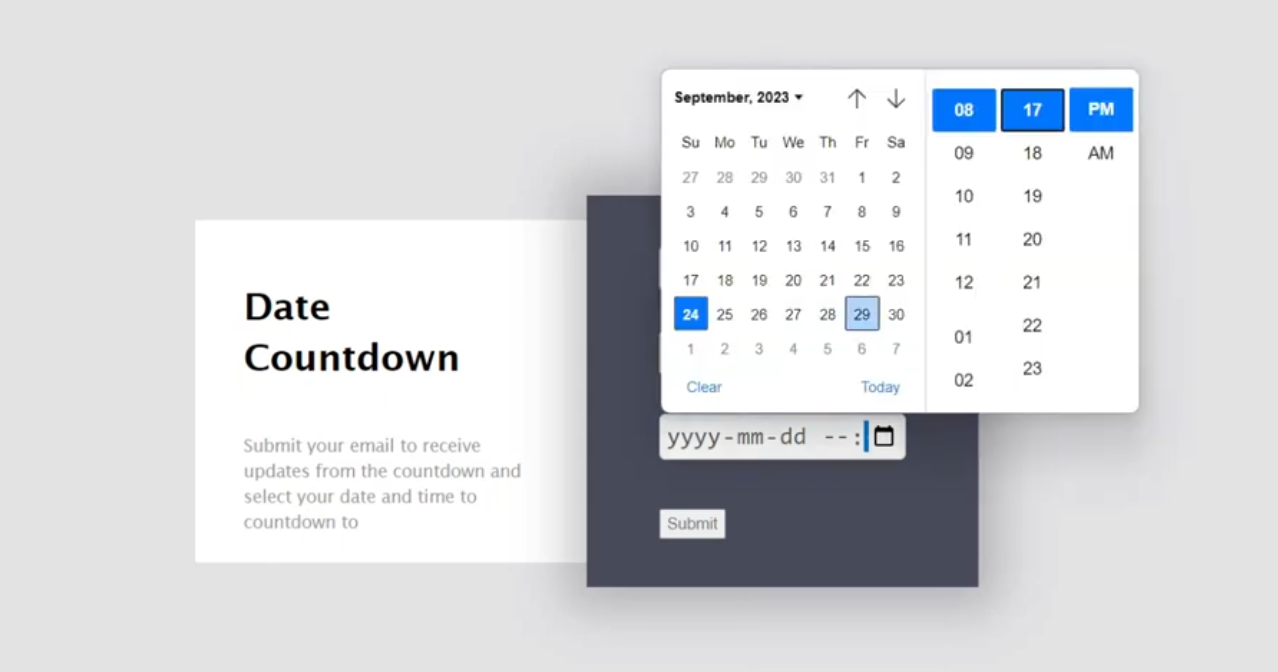 Date
Countdown
Submit your email to receive
updates from the countdown and
select your date and time to
countdown to
September, 2023
Su Mo Tu We Th Fr Sa
27 28 29 30 31 1 2
3 4 5 6 7 8 9
10 11 12 13 14 15 16
17 18 19 20 21 22 23
24 25 26 27 28 29 30
1 2 3 4 5 6 7
Clear Today
08 17 PM
09 18 AM
10 19
11 20
12 21
01 22
02 23
yyyy-mm-dd --:
Submit